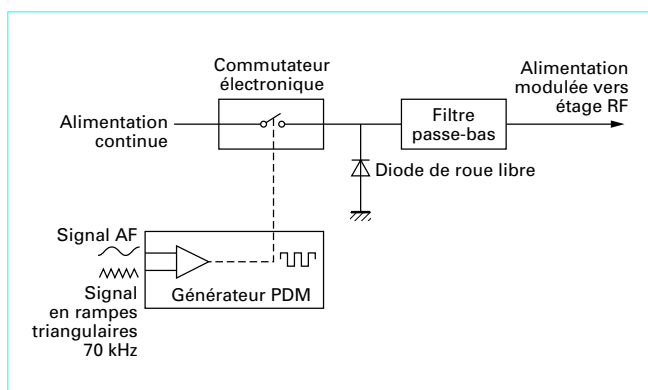 Commutateur
électronique
Alimentation
modulée vers
étage RF
Alimentation
continue
Filtre
passe-bas
Diode de roue libre
Signal AF
Signal
en rampes
triangulaires
70 kHz
Générateur PDM